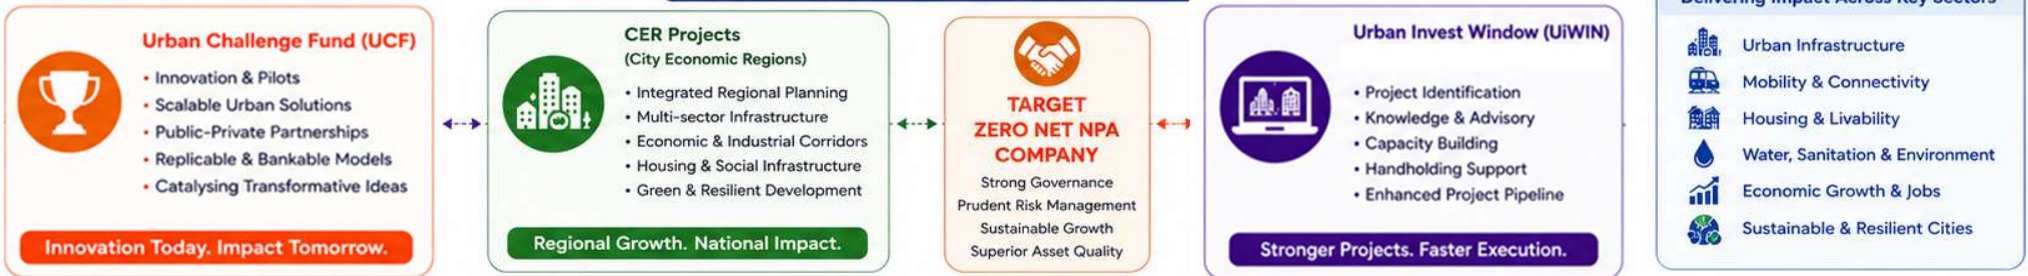 Urban Challenge Fund (UCF)
• Innovation & Pilots
• Scalable Urban Solutions
• Public-Private Partnerships
• Replicable & Bankable Models
• Catalysing Transformative Ideas
Innovation Today. Impact Tomorrow.
CER Projects
(City Economic Regions)
• Integrated Regional Planning
• Multi-sector Infrastructure
• Economic & Industrial Corridors
• Housing & Social Infrastructure
• Green & Resilient Development
Regional Growth. National Impact.
TARGET
ZERO NET NPA
COMPANY
Strong Governance
Prudent Risk Management
Sustainable Growth
Superior Asset Quality
Urban Invest Window (UiWIN)
• Project Identification
• Knowledge & Advisory
• Capacity Building
• Handholding Support
• Enhanced Project Pipeline
Stronger Projects. Faster Execution.
Delivering Impact Across Key Sectors
Urban Infrastructure
Mobility & Connectivity
Housing & Livability
Water, Sanitation & Environment
Economic Growth & Jobs
Sustainable & Resilient Cities